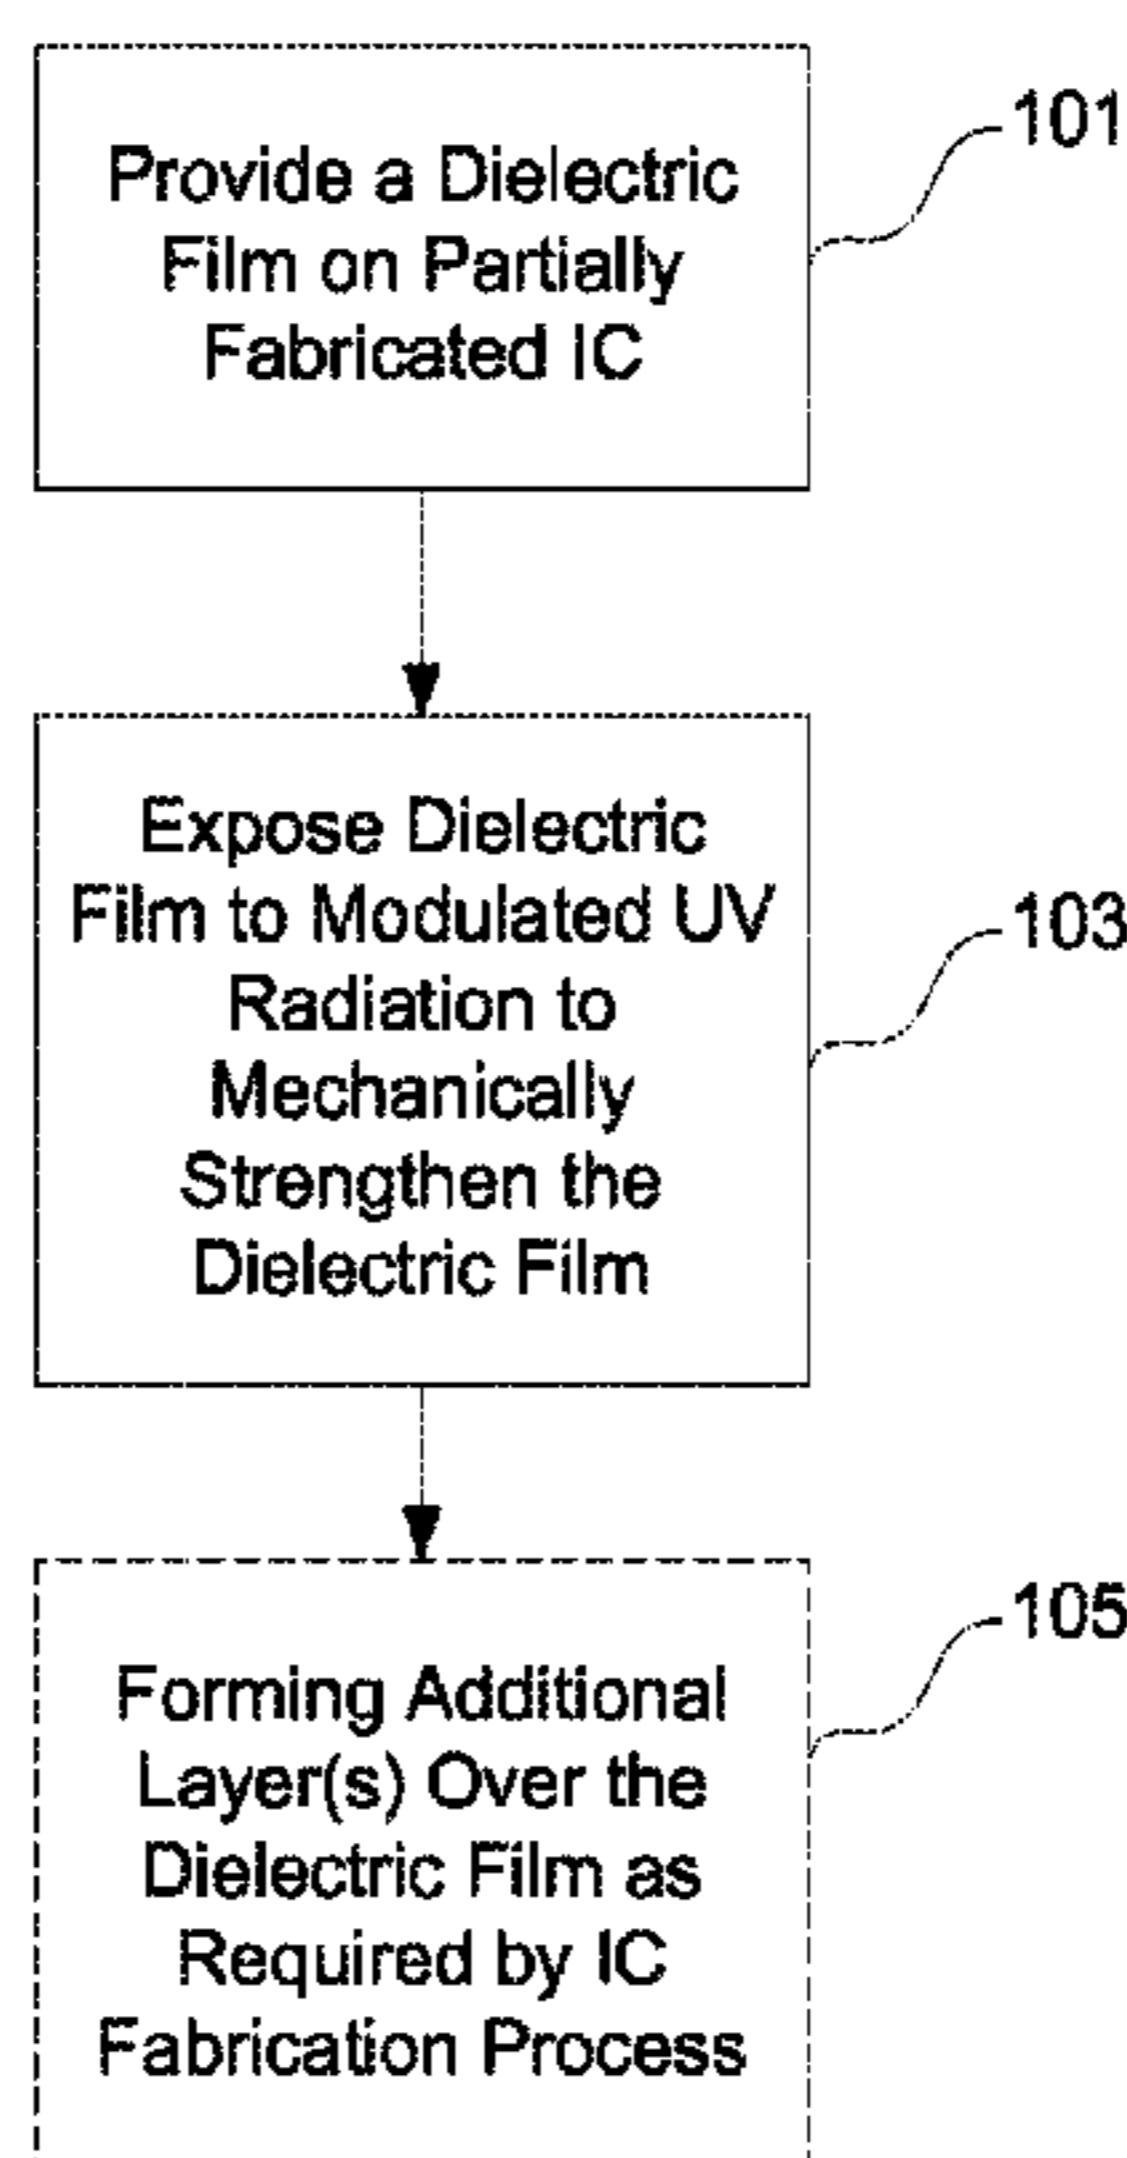 Provide a Dielectric
Film on Partially
Fabricated IC
101
Expose Dielectric
Film to Modulated UV
Radiation to
Mechanically
Strengthen the
Dielectric Film
103
Forming Additional
Layer(s) Over the
Dielectric Film as
Required by IC
Fabrication Process
105